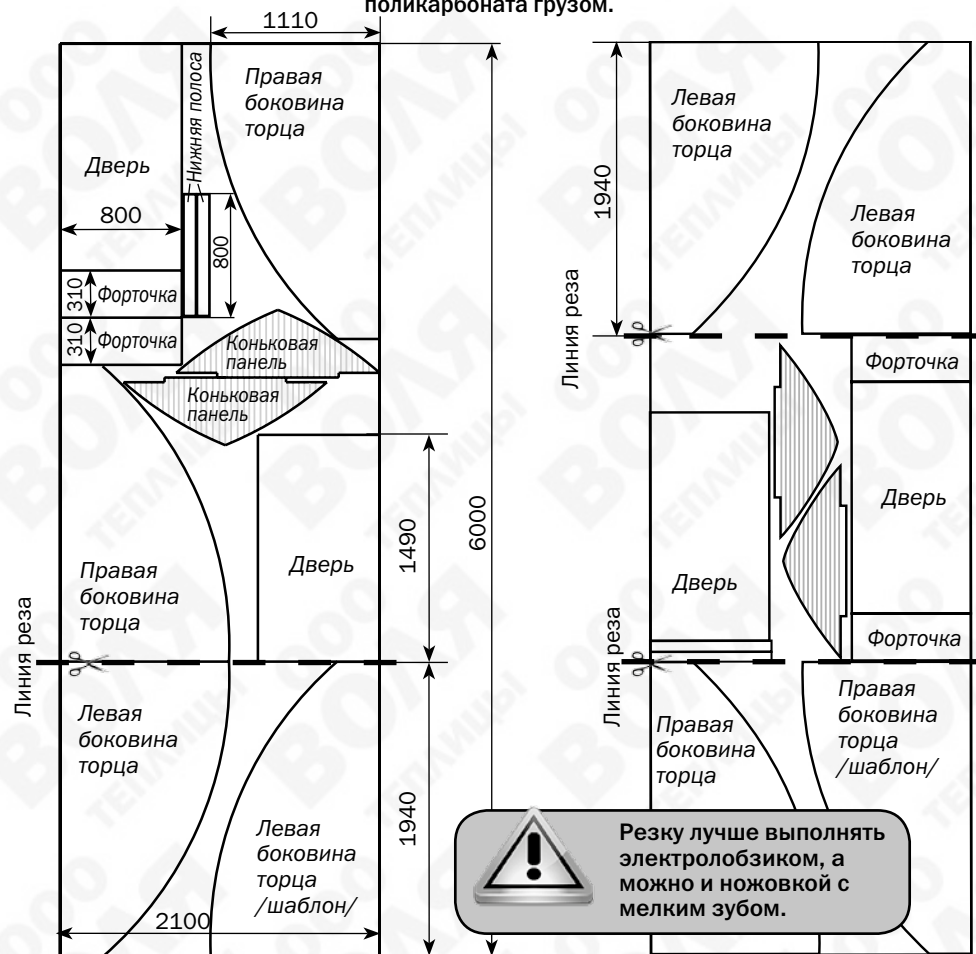 поликарбоната грузом.
1110
Дверь
800
Нижняя полоса
Правая
боковина
торца
800
310
Форточка
310
Форточка
Коньковая
панель
Коньковая
панель
1490
6000
Дверь
Правая
боковина
торца
Линия реза
Левая
боковина
торца
1940
Левая
боковина
торца
/шаблон/
2100
1940
Левая
боковина
торца
Левая
боковина
торца
Линия реза
Форточка
Дверь
Дверь
Форточка
Линия реза
Правая
боковина
торца
Правая
боковина
торца
/шаблон/
Резку лучше выполнять
электролобзиком, а
можно и ножовкой с
мелким зубом.
ООО
ВОЛЯ
ТЕПЛИЦЫ